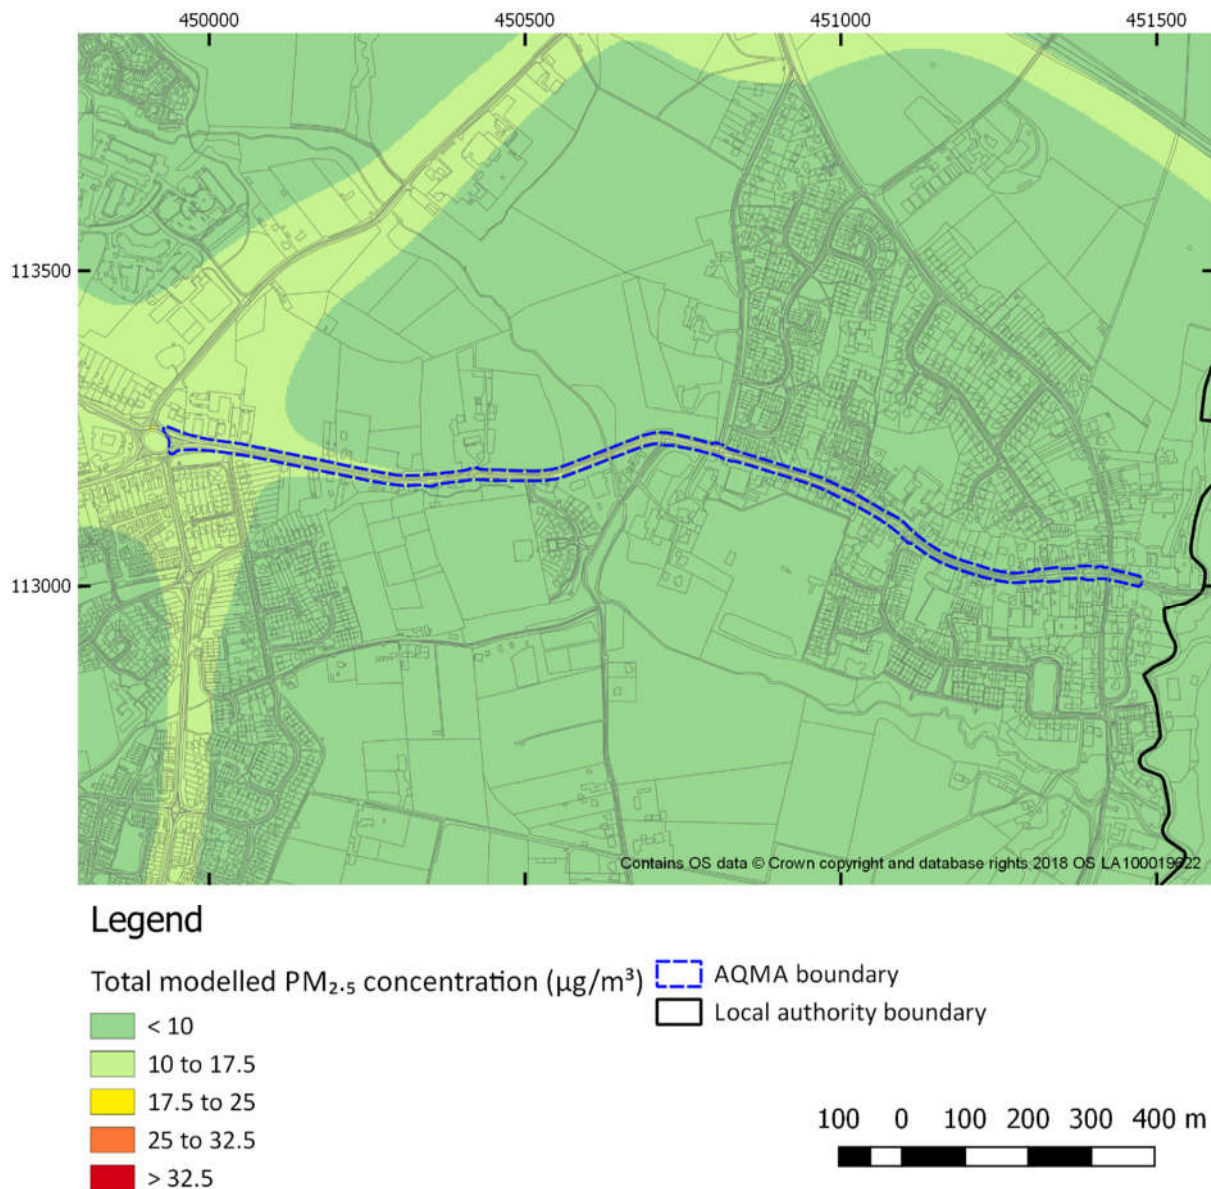 450000 450500 451000 451500
113500
113000
Contains OS data © Crown copyright and database rights 2018 OS LA100019622
Legend
Total modelled PM₂.₅ concentration (µg/m³)
< 10
10 to 17.5
17.5 to 25
25 to 32.5
> 32.5
AQMA boundary
Local authority boundary
100 0 100 200 300 400 m